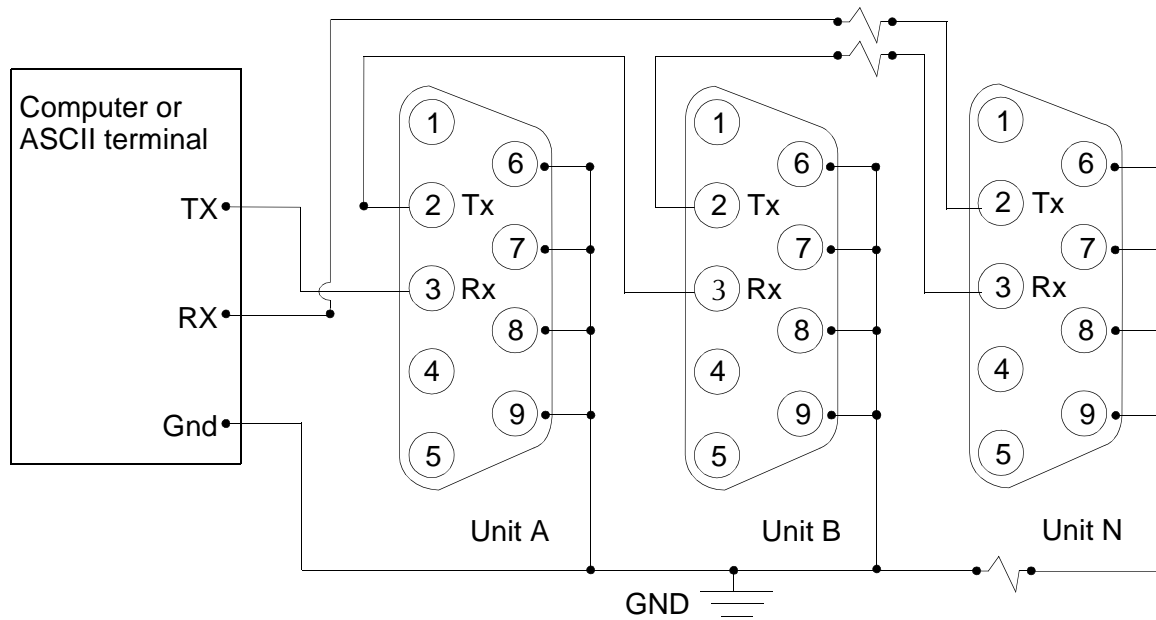 Computer or
ASCII terminal
TX
RX
Gnd
1
6
2 Tx
7
3 Rx
8
4
9
5
Unit A
1
6
2 Tx
7
3 Rx
8
4
9
5
Unit B
1
6
2 Tx
7
3 Rx
8
4
9
5
Unit N
GND